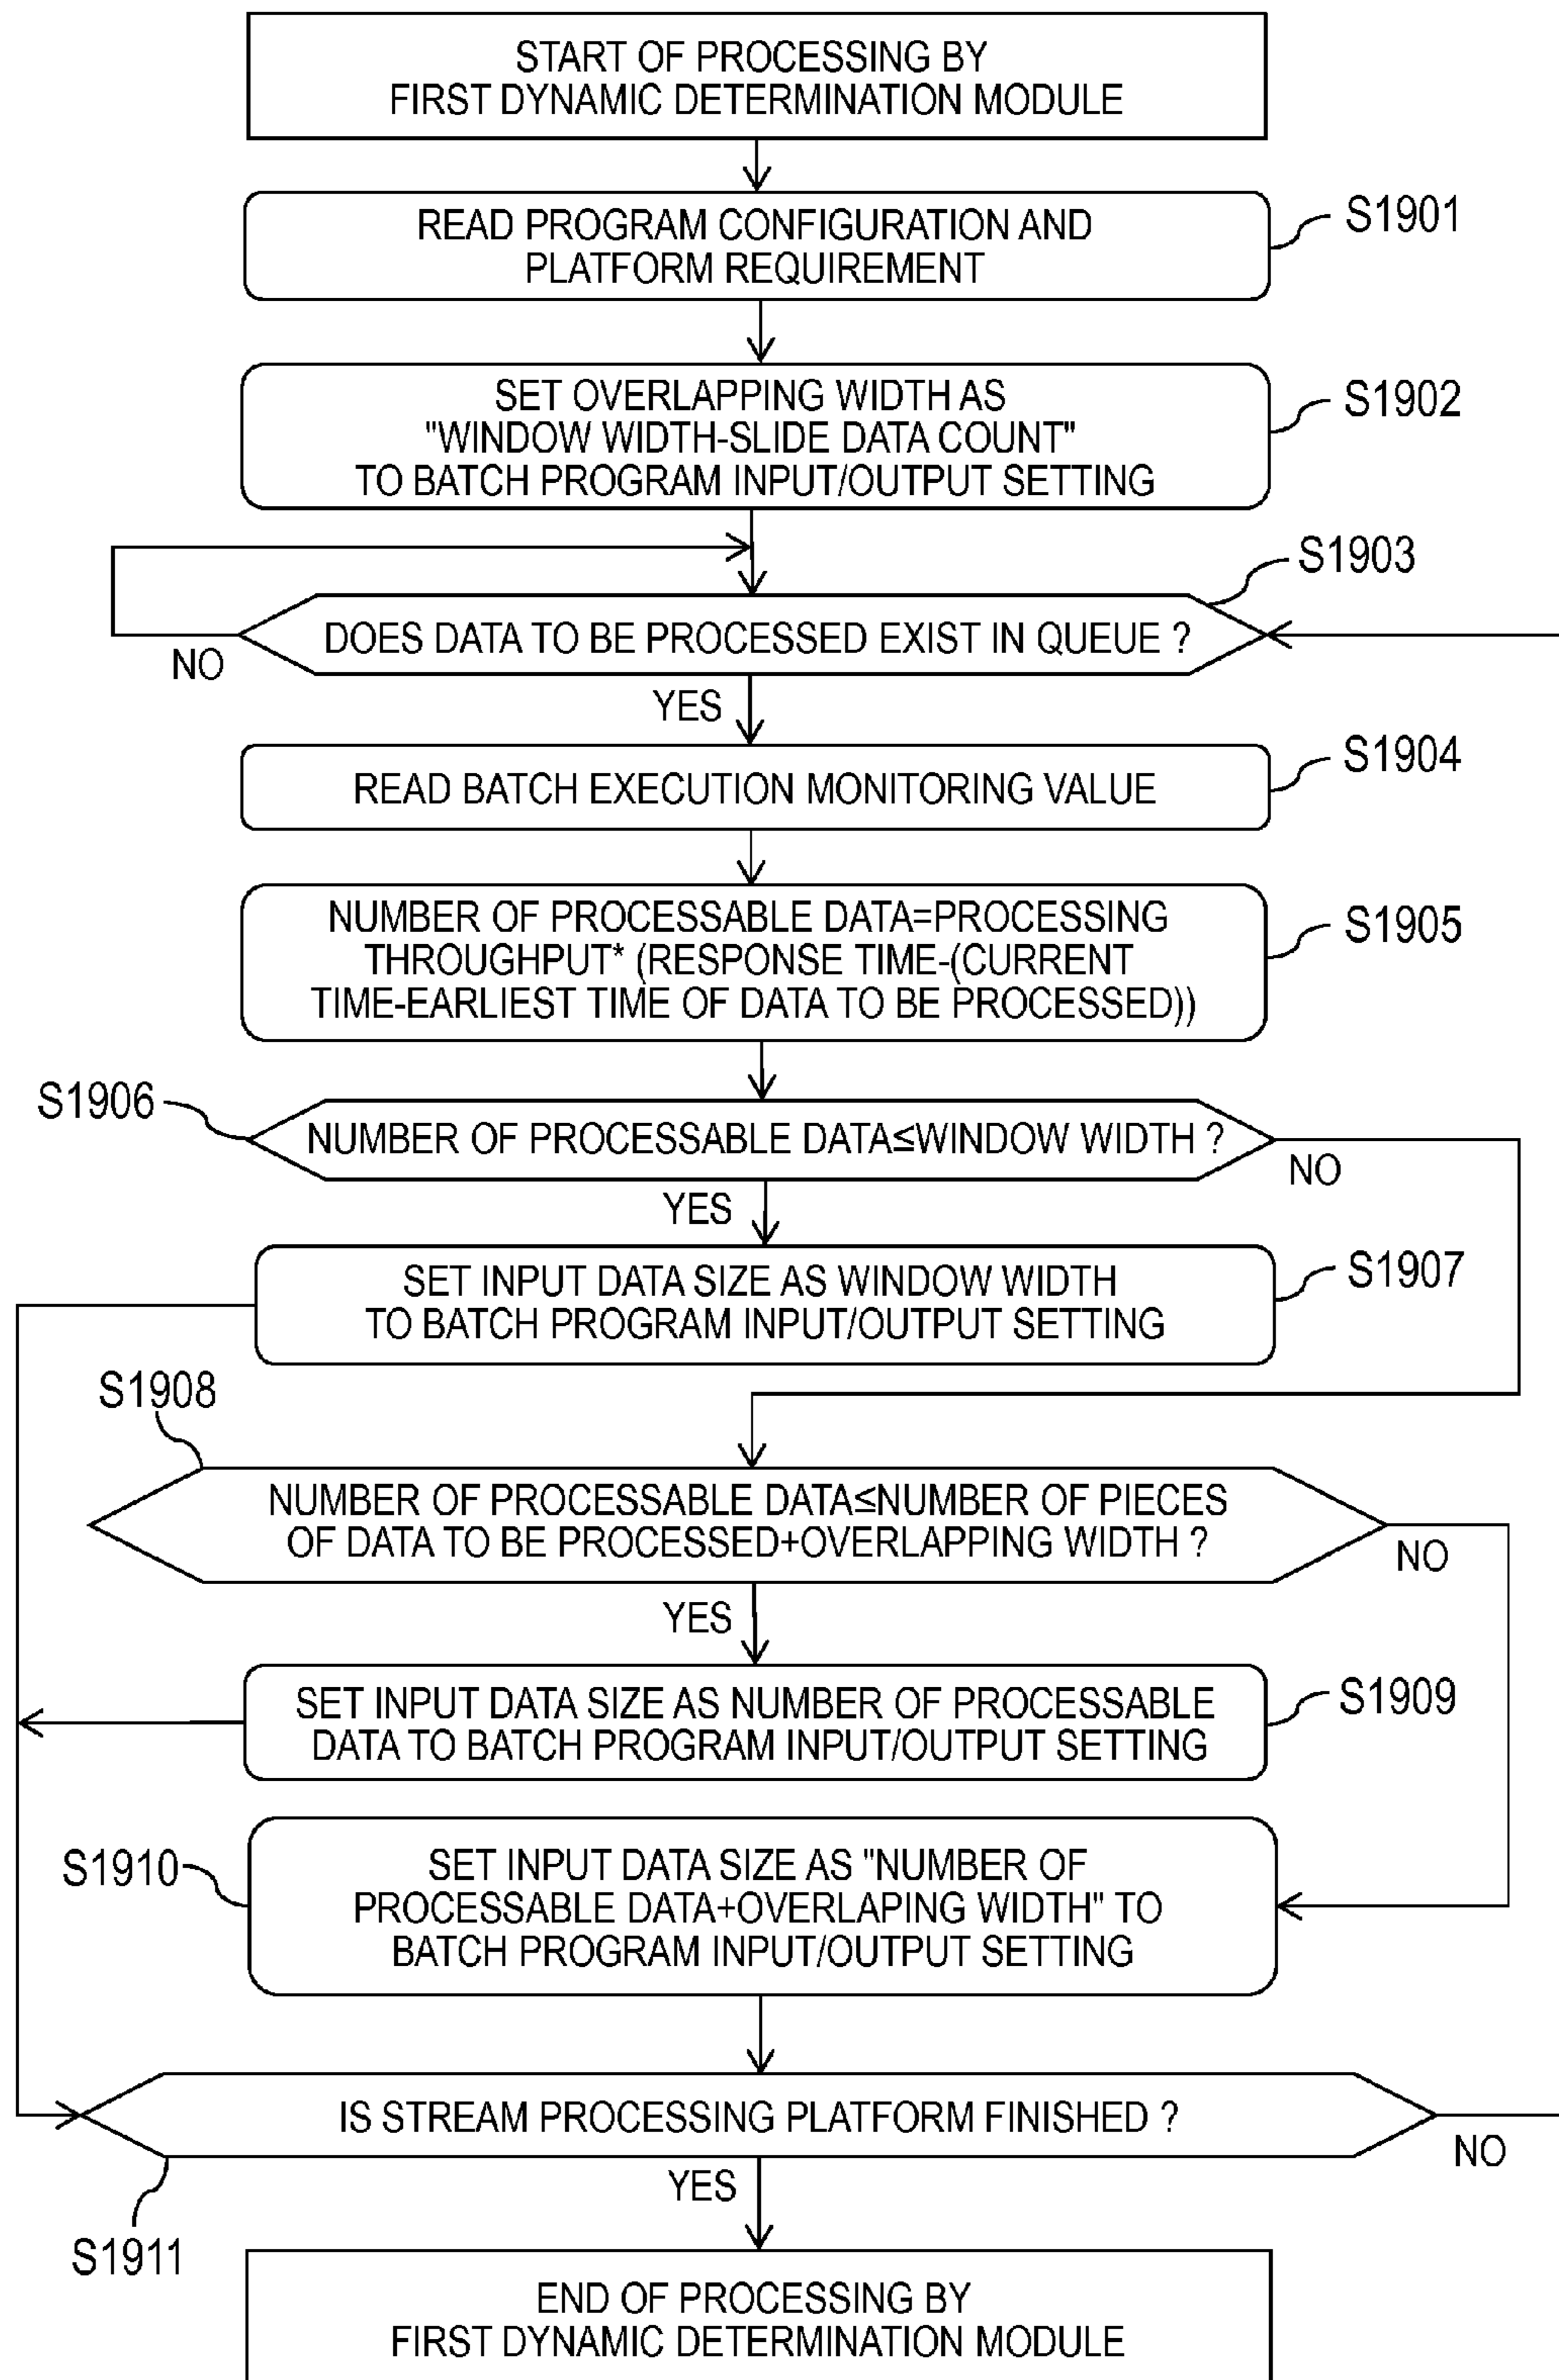 START OF PROCESSING BY
FIRST DYNAMIC DETERMINATION MODULE
READ PROGRAM CONFIGURATION AND
PLATFORM REQUIREMENT
S1901
SET OVERLAPPING WIDTH AS
"WINDOW WIDTH-SLIDE DATA COUNT"
TO BATCH PROGRAM INPUT/OUTPUT SETTING
S1902
S1903
DOES DATA TO BE PROCESSED EXIST IN QUEUE ?
NO
YES
READ BATCH EXECUTION MONITORING VALUE
S1904
NUMBER OF PROCESSABLE DATA=PROCESSING
THROUGHPUT* (RESPONSE TIME-(CURRENT
TIME-EARLIEST TIME OF DATA TO BE PROCESSED))
S1905
S1906
NUMBER OF PROCESSABLE DATA≤WINDOW WIDTH ?
NO
YES
SET INPUT DATA SIZE AS WINDOW WIDTH
TO BATCH PROGRAM INPUT/OUTPUT SETTING
S1907
S1908
NUMBER OF PROCESSABLE DATA≤NUMBER OF PIECES
OF DATA TO BE PROCESSED+OVERLAPPING WIDTH ?
NO
YES
SET INPUT DATA SIZE AS NUMBER OF PROCESSABLE
DATA TO BATCH PROGRAM INPUT/OUTPUT SETTING
S1909
S1910
SET INPUT DATA SIZE AS "NUMBER OF
PROCESSABLE DATA+OVERLAPING WIDTH" TO
BATCH PROGRAM INPUT/OUTPUT SETTING
IS STREAM PROCESSING PLATFORM FINISHED ?
NO
YES
S1911
END OF PROCESSING BY
FIRST DYNAMIC DETERMINATION MODULE